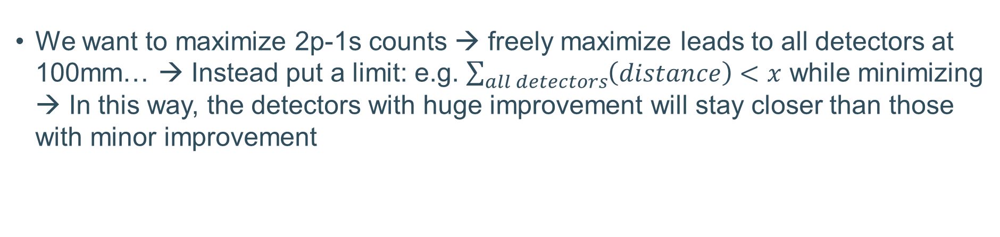 • We want to maximize 2p-1s counts → freely maximize leads to all detectors at
100mm… → Instead put a limit: e.g. ∑_{all detectors}(distance) < x while minimizing
→ In this way, the detectors with huge improvement will stay closer than those
with minor improvement